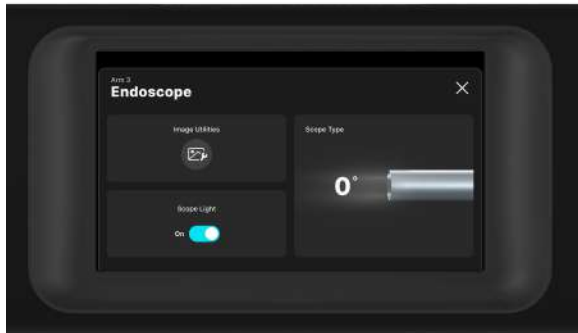 Arm 3
Endoscope
Image Utilities
Scope Type
0°
Scope Light
On